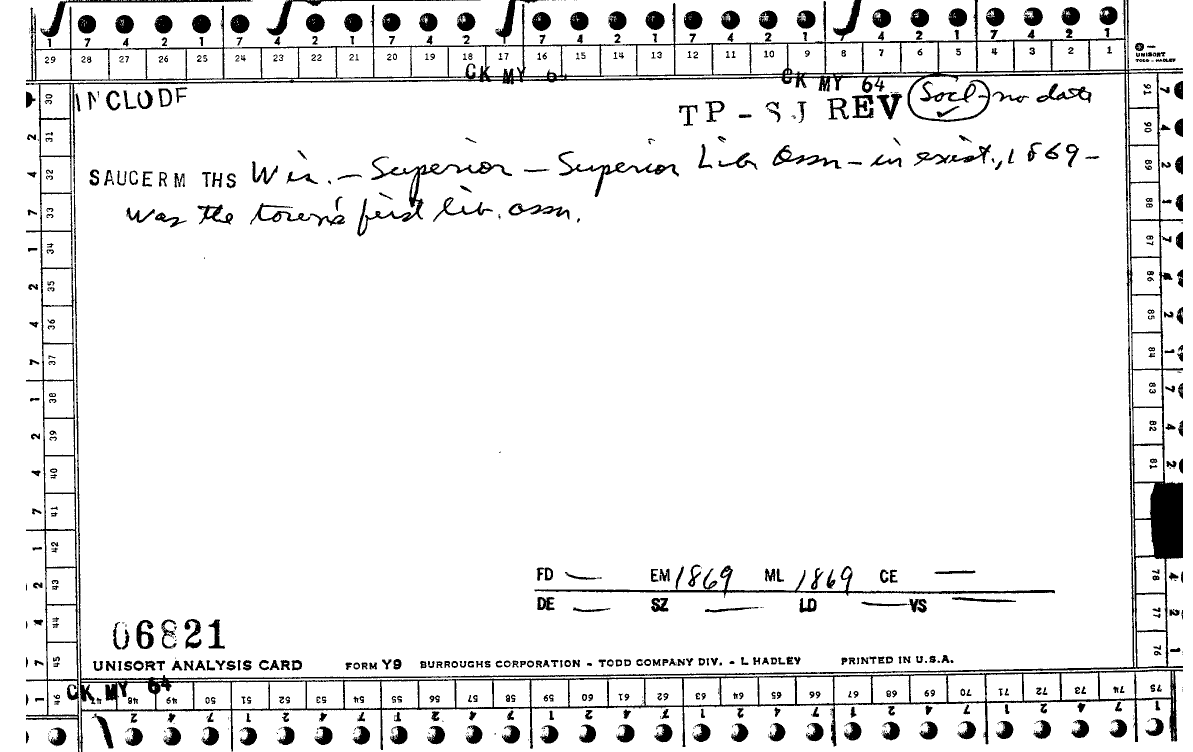 7 4 2 1 7 4 2 1 7 4 2 7 4 2 1 7 4 2 1 7 4 2 1 7 4 2 1
29 28 27 26 25 24 23 22 21 20 19 18 17 16 15 14 13 12 11 10 9 8 7 6 5 4 3 2 1
UNISORT
TODD - HADLEY
CK MY 64 CK MY 64
INCLUDE
TP - SJ REV Socl - no date
SAUCERM THS Wis. - Superior - Superior Lib Assn - in exist., 1869 -
was the town's first lib. assn.
30 31 32 33 34 35 36 37 38 39 40 41 42 43 44 45 46
91 90 89 88 87 86 85 84 83 82 81 78 77 76 75
FD — EM 1869 ML 1869 CE —
DE — SZ — LD — VS —
06821
UNISORT ANALYSIS CARD FORM Y9 BURROUGHS CORPORATION - TODD COMPANY DIV. - L HADLEY PRINTED IN U.S.A.
CK MY 64
47 48 49 50 51 52 53 54 55 56 57 58 59 60 61 62 63 64 65 66 67 68 69 70 71 72 73 74